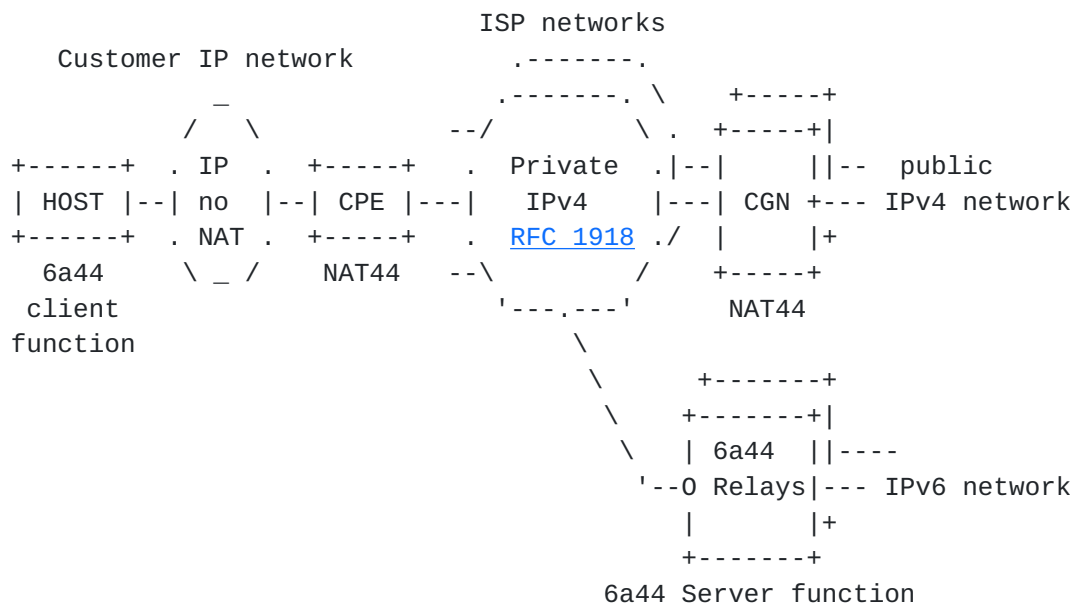 ISP networks
   Customer IP network          .-------.
             _                 .-------. \    +-----+
           /   \            --/         \ .  +-----+|
+------+  . IP  .  +-----+   .  Private  .|--|     ||--  public
| HOST |--| no  |--| CPE |---|   IPv4    |---| CGN +--- IPv4 network
+------+  . NAT .  +-----+   .  RFC 1918 ./  |     |+
  6a44     \ _ /    NAT44   --\         /    +-----+
 client                        '---.---'      NAT44
function                            \
                                     \      +-------+
                                      \    +-------+|
                                       \   | 6a44  ||----
                                        '--O Relays|--- IPv6 network
                                           |       |+
                                           +-------+
                                      6a44 Server function